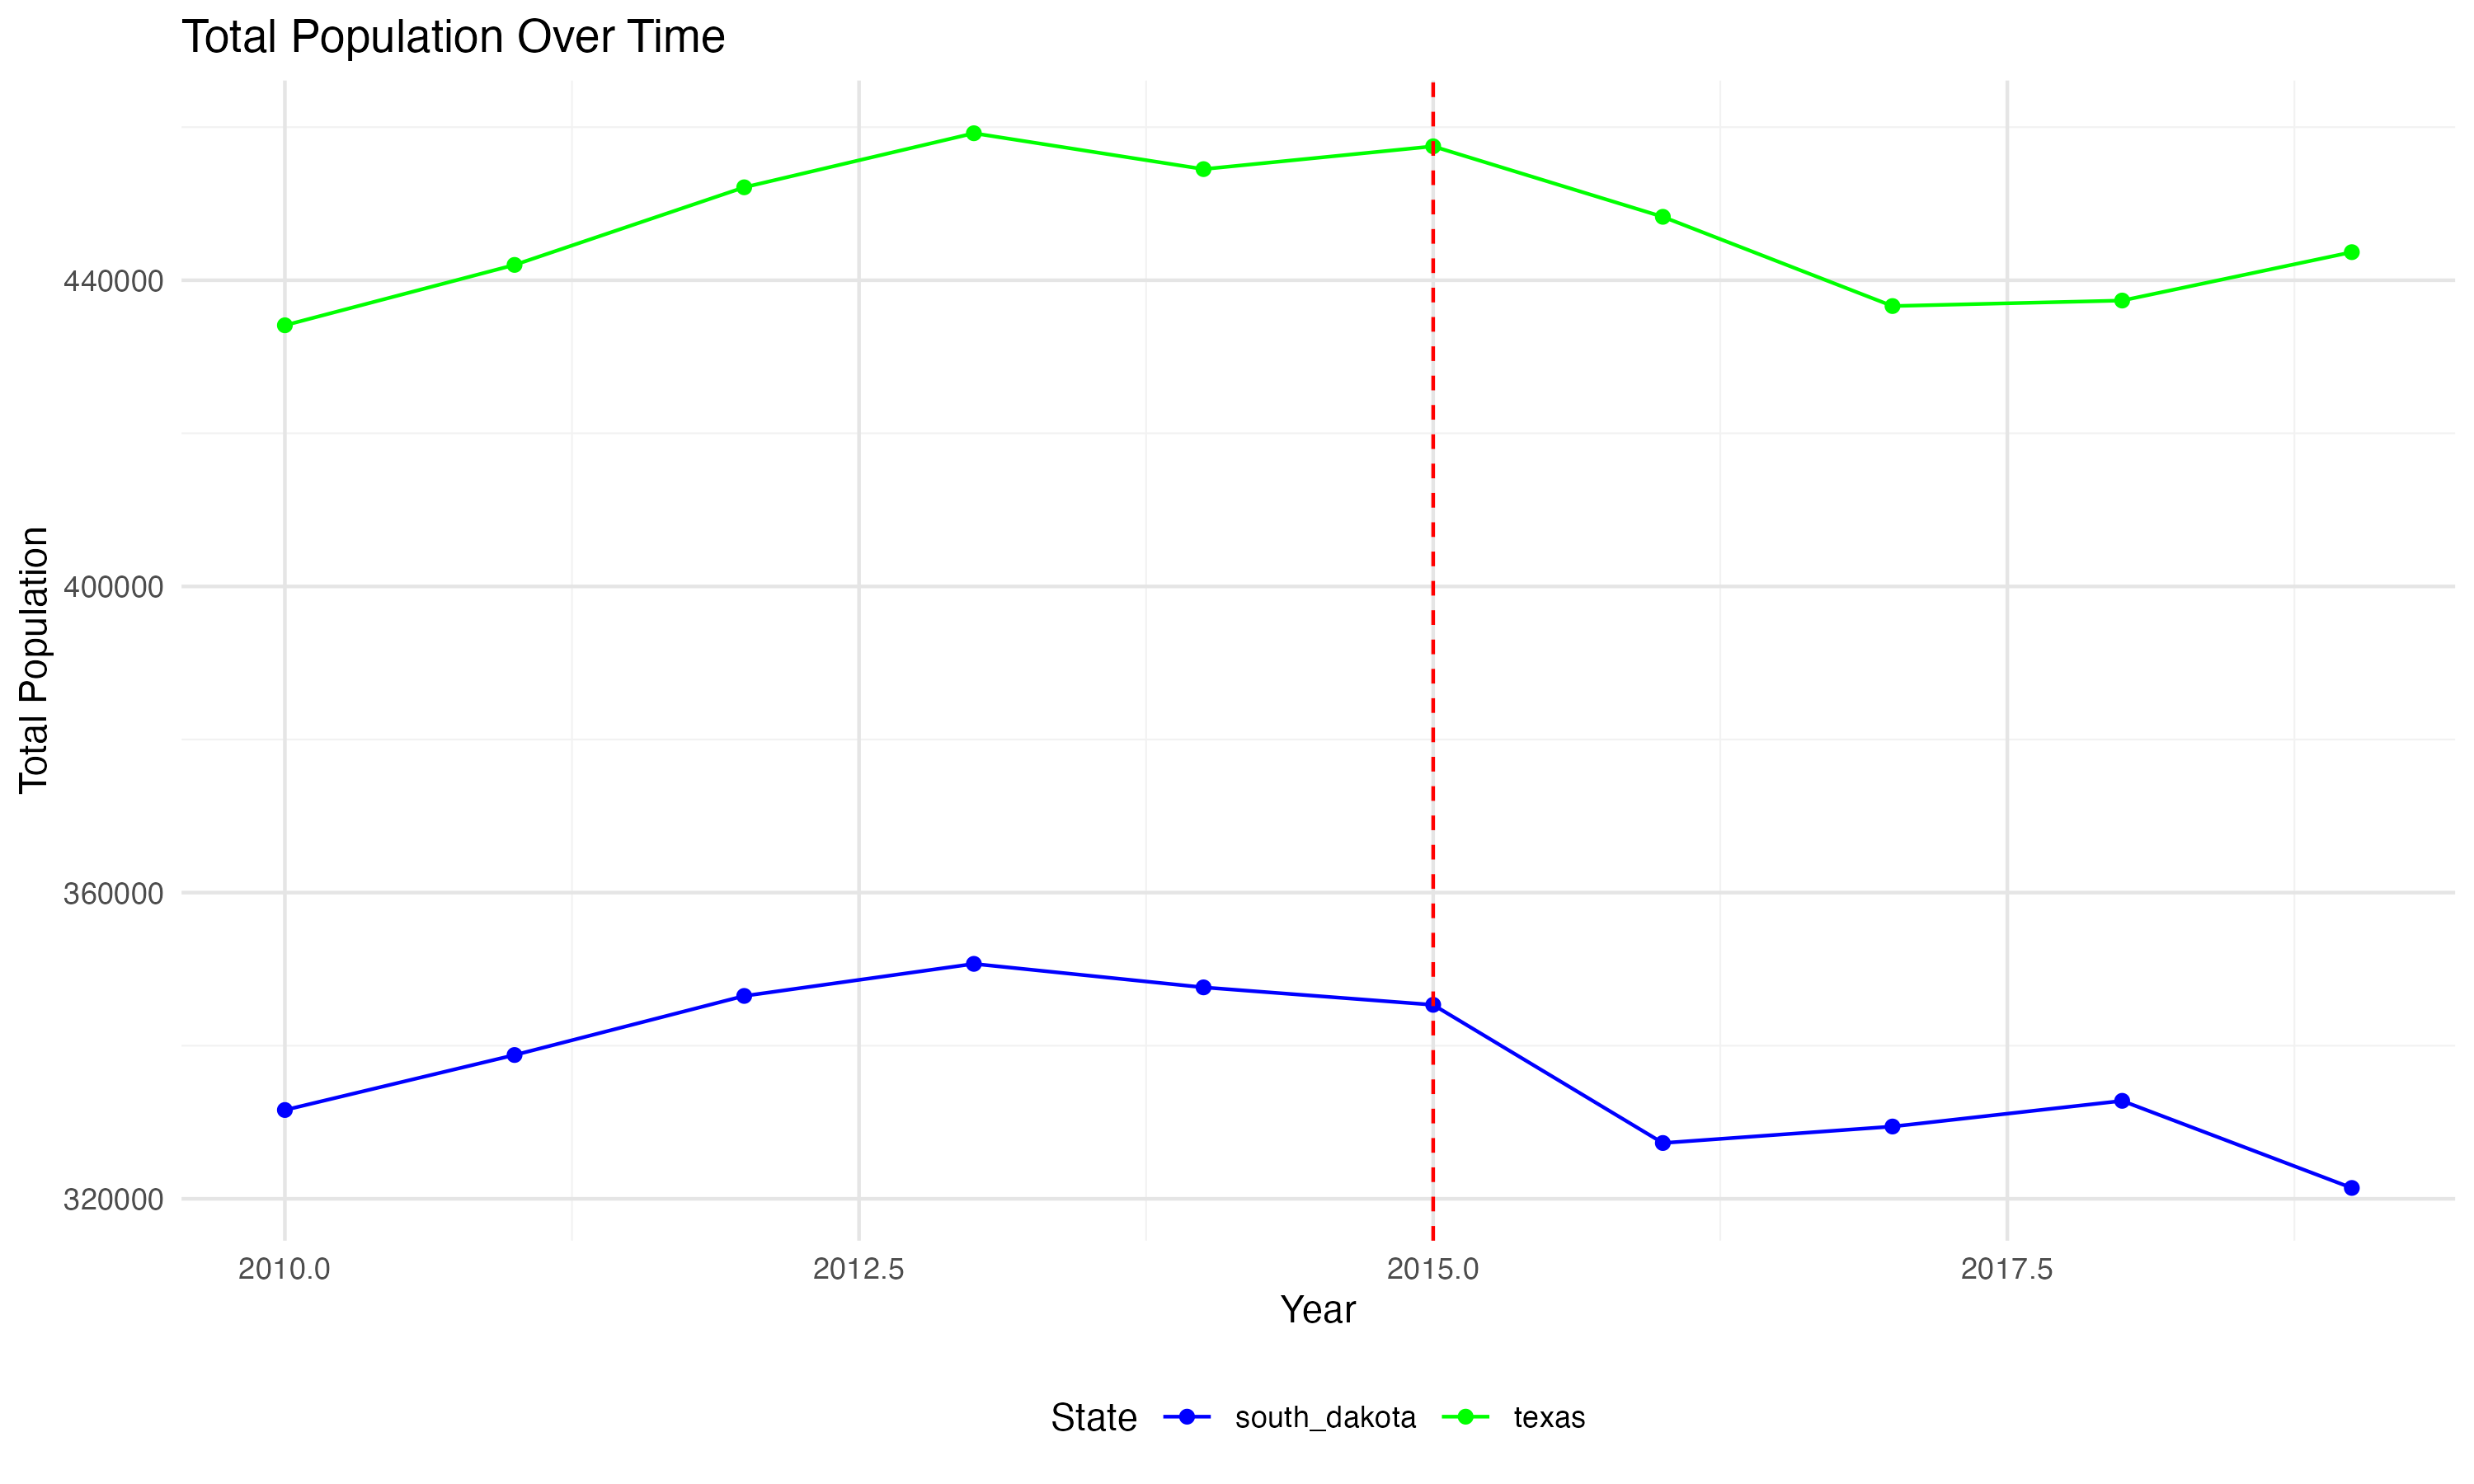 Total Population Over Time
Total Population
440000
400000
360000
320000
2010.0 2012.5 2015.0 2017.5
Year
State south_dakota texas